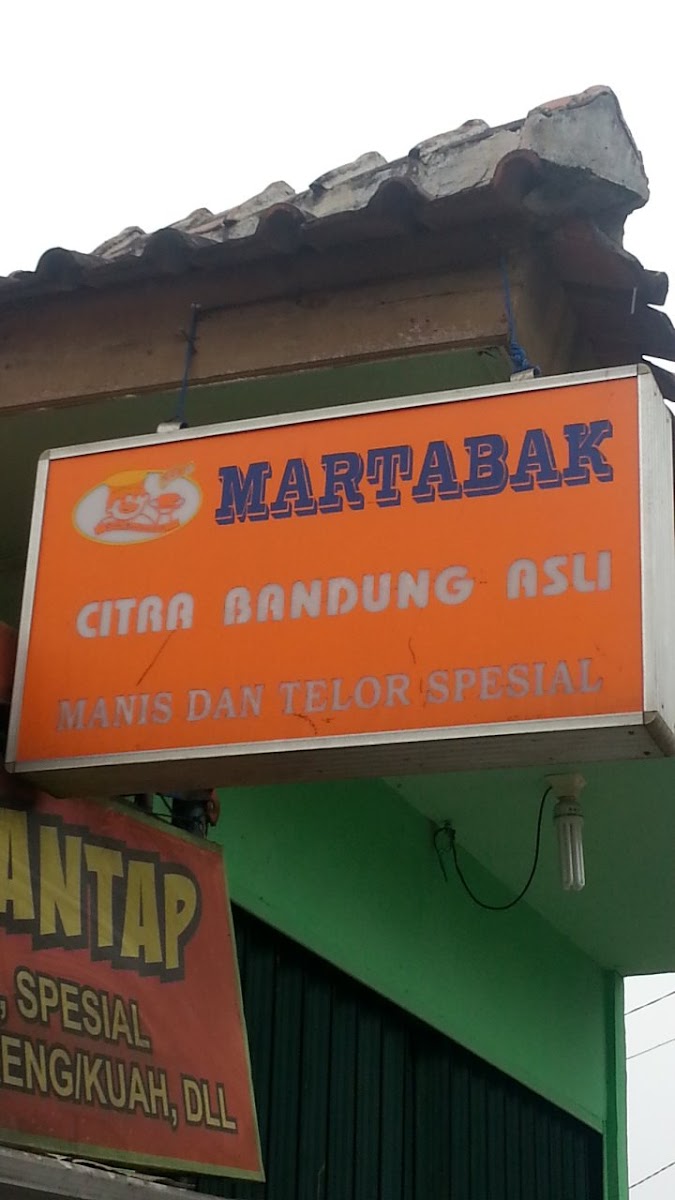 MARTABAK
CITRA BANDUNG ASLI
MANIS DAN TELOR SPESIAL
ANTAP
, SPESIAL
ENG/KUAH, DLL